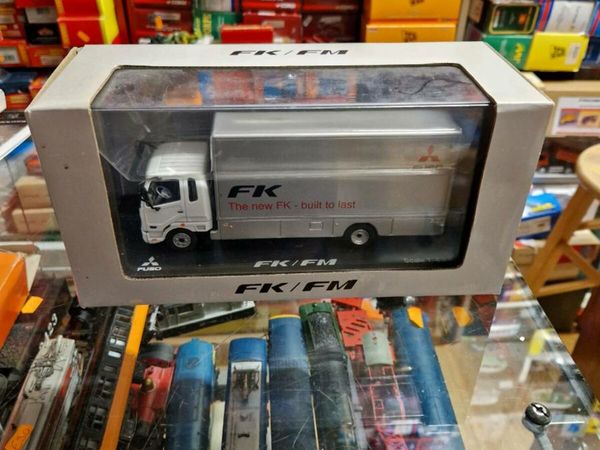 FK/FM
FK
The new FK - built to last
FUSO
FK/FM
FK/FM